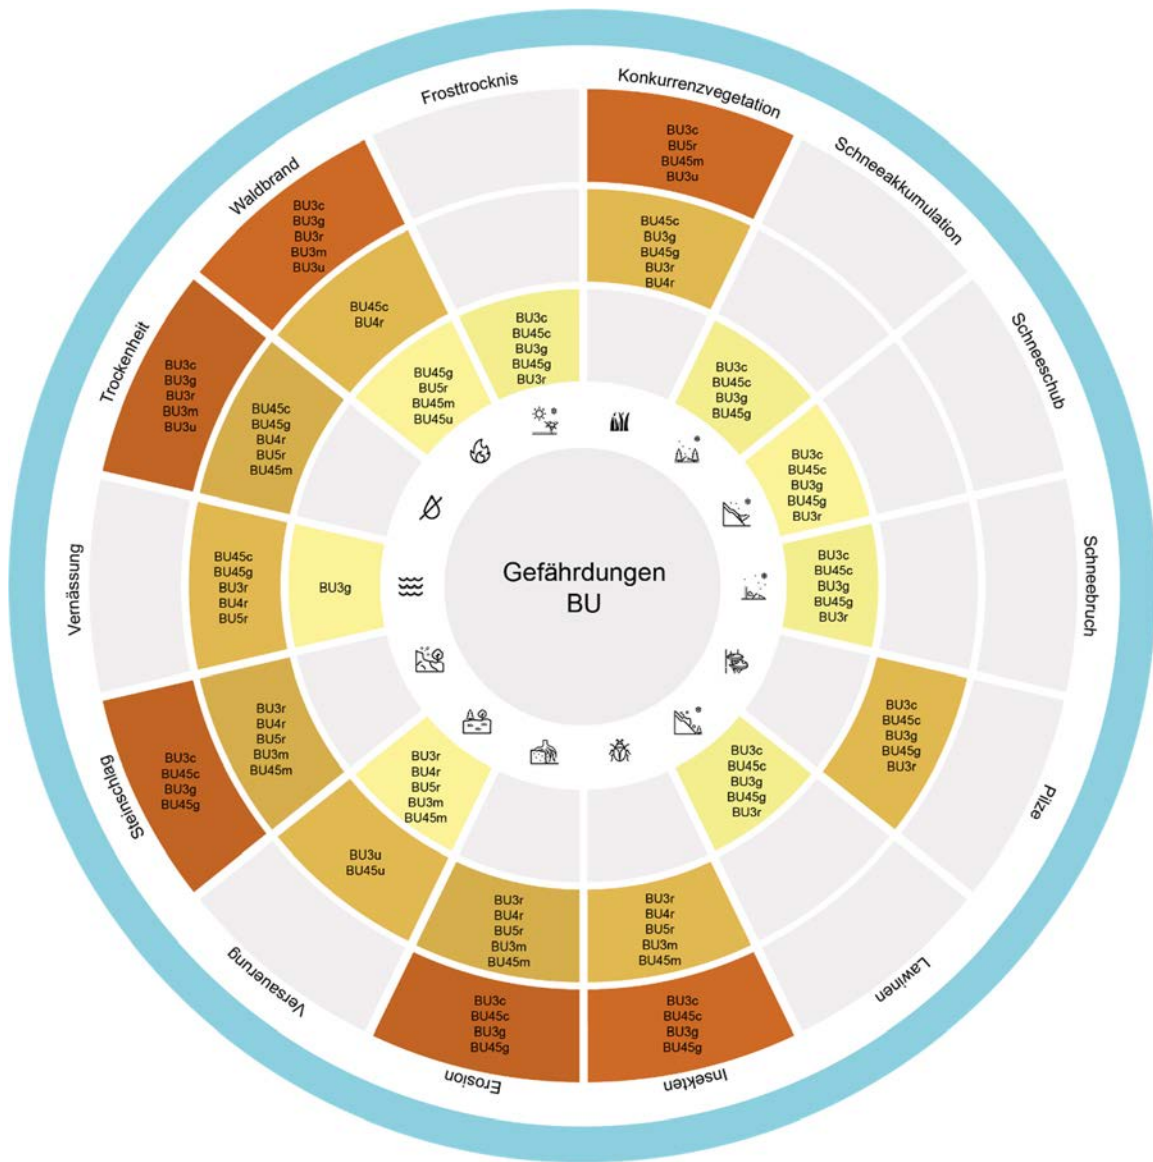 Gefährdungen
BU
Konkurrenzvegetation
BU3c
BU5r
BU45m
BU3u
BU45c
BU3g
BU45g
BU3r
BU4r
Schneeakkumulation
BU3c
BU45c
BU3g
BU45g
Schneeschub
BU3c
BU45c
BU3g
BU45g
BU3r
Schneebruch
BU3c
BU45c
BU3g
BU45g
BU3r
Pilze
BU3c
BU45c
BU3g
BU45g
BU3r
Lawinen
BU3c
BU45c
BU3g
BU45g
BU3r
Insekten
BU3r
BU4r
BU5r
BU3m
BU45m
BU3c
BU45c
BU3g
BU45g
Erosion
BU3r
BU4r
BU5r
BU3m
BU45m
BU3c
BU45c
BU3g
BU45g
Versauerung
BU3r
BU4r
BU5r
BU3m
BU45m
BU3u
BU45u
Steinschlag
BU3r
BU4r
BU5r
BU3m
BU45m
BU3c
BU45c
BU3g
BU45g
Vernässung
BU45c
BU45g
BU3r
BU4r
BU5r
BU3g
Trockenheit
BU3c
BU3g
BU3r
BU3m
BU3u
BU45c
BU45g
BU4r
BU5r
BU45m
Waldbrand
BU3c
BU3g
BU3r
BU3m
BU3u
BU45c
BU4r
BU45g
BU5r
BU45m
BU45u
Frosttrocknis
BU3c
BU45c
BU3g
BU45g
BU3r